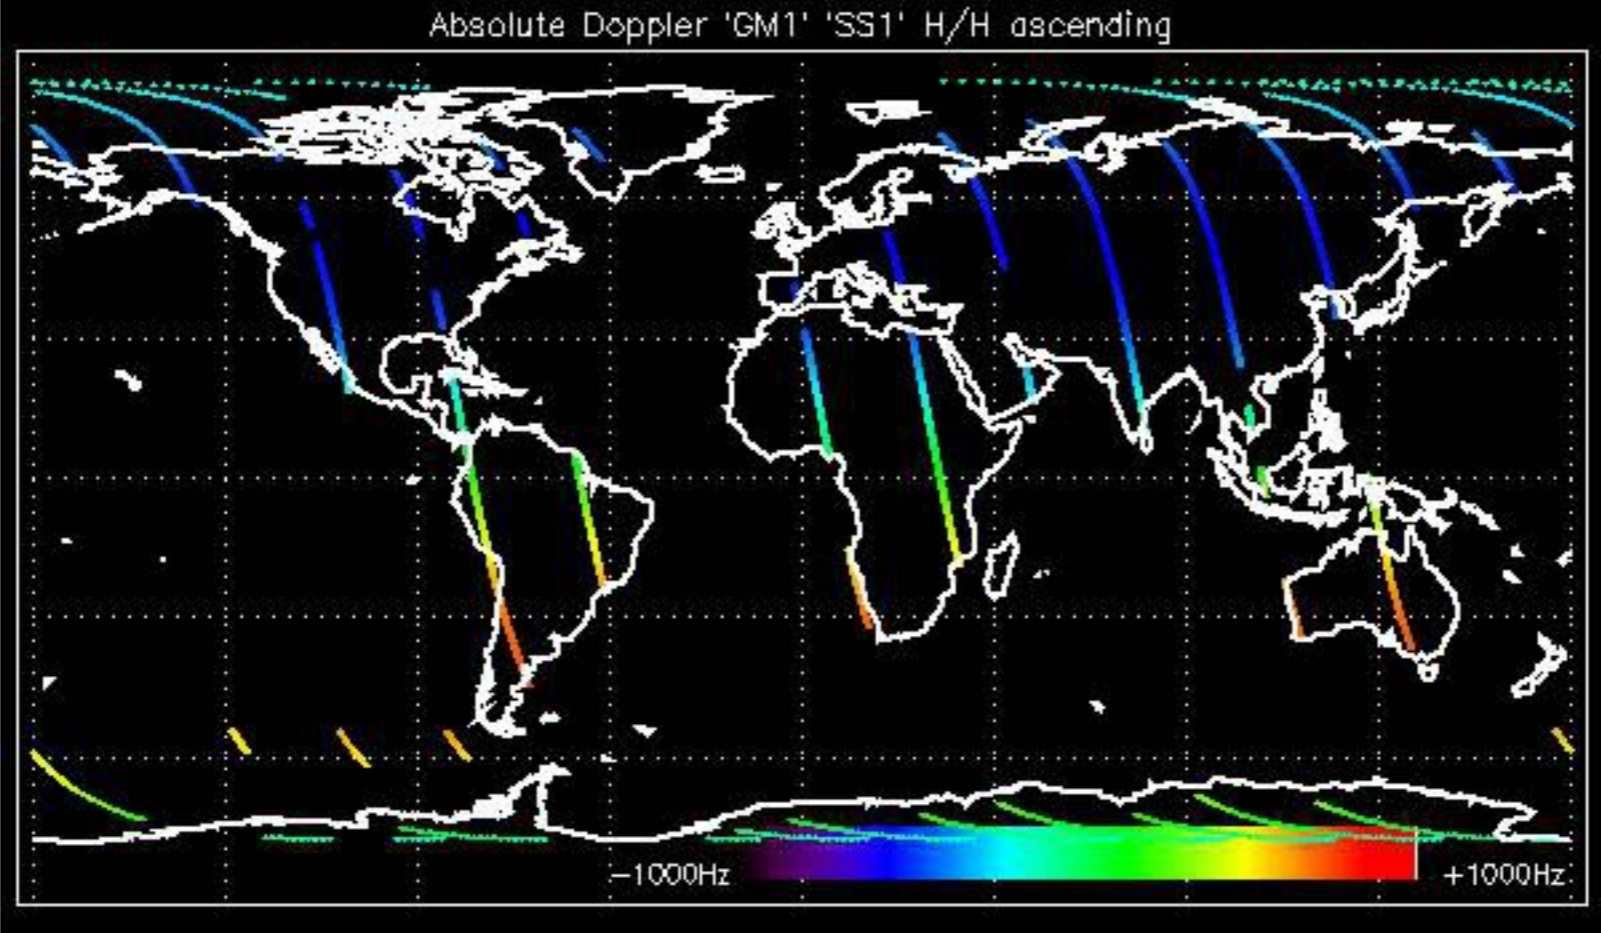 Absolute Doppler 'GM1' 'SS1' H/H ascending
-1000Hz +1000Hz